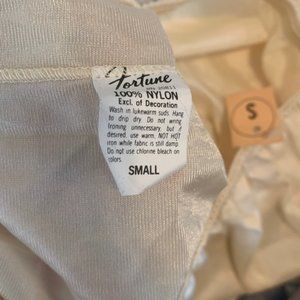 Fortune
100% NYLON
Excl. of Decoration
Wash in lukewarm suds. Hang
to drip dry. Do not wring
froming unnecessary. but if
desired. use warm. NOT HOT
iron while fabric is still damp.
Do not use chlorine bleach on
colors.
SMALL
S